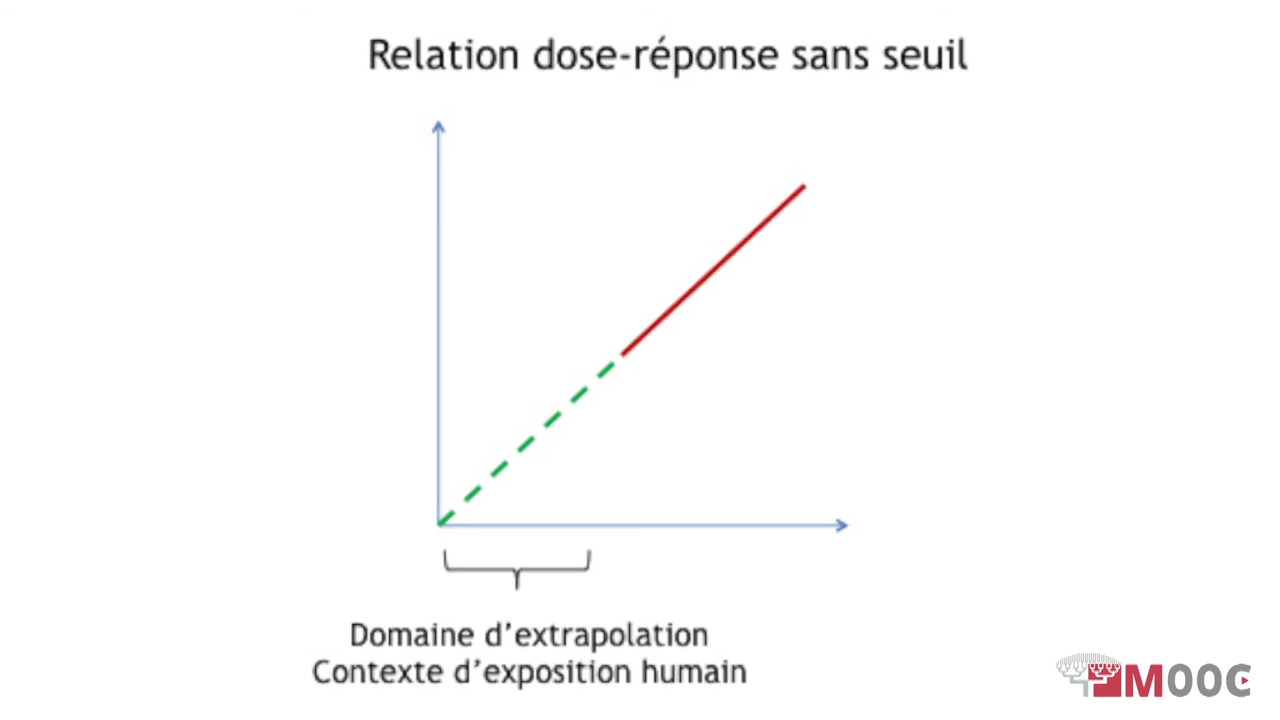 Relation dose-réponse sans seuil
Domaine d’extrapolation
Contexte d’exposition humain
MOOC